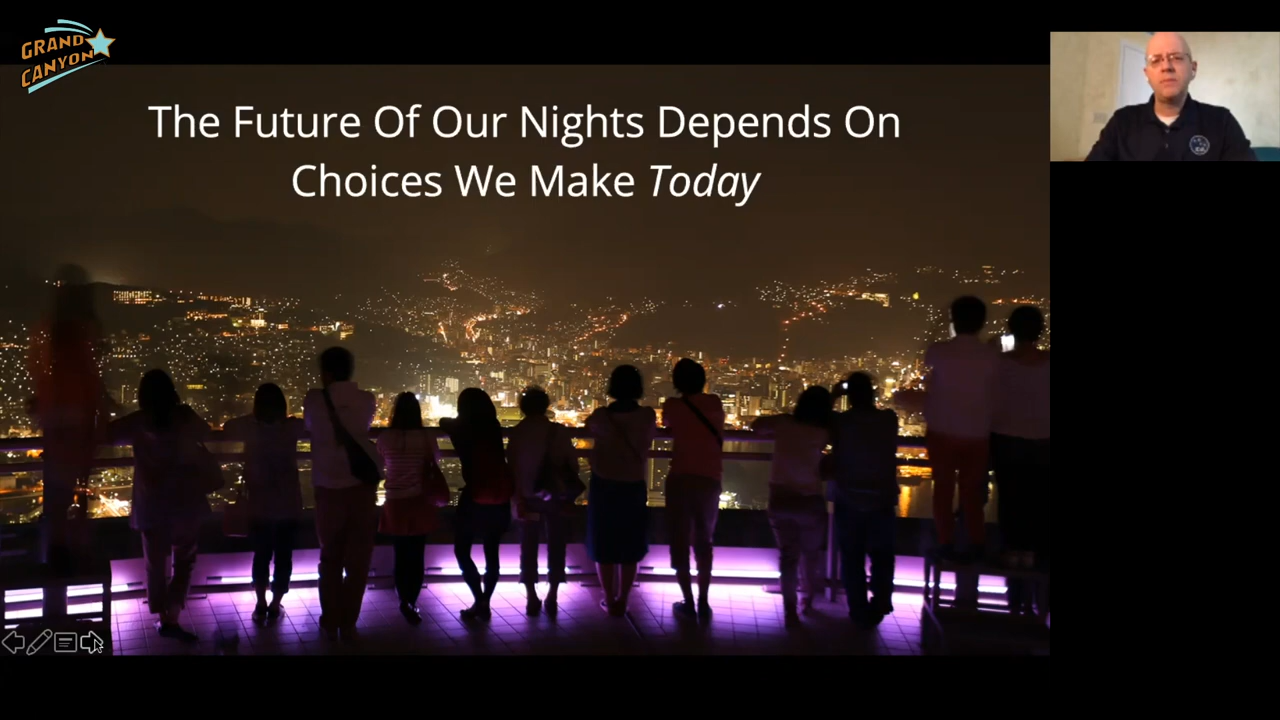 GRAND
CANYON
The Future Of Our Nights Depends On
Choices We Make Today